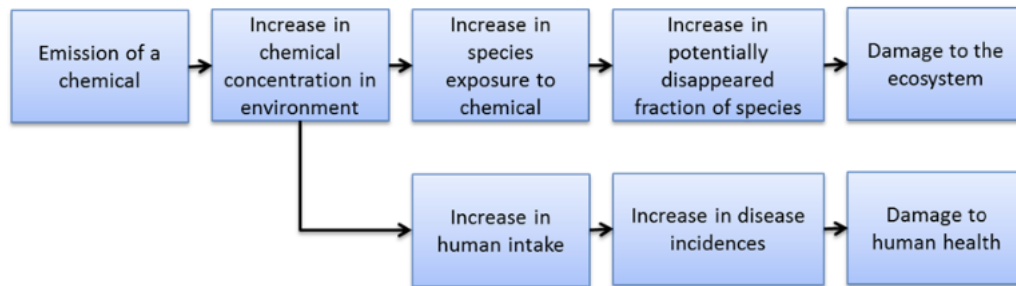 Emission of a
chemical
Increase in
chemical
concentration in
environment
Increase in
species
exposure to
chemical
Increase in
potentially
disappeared
fraction of species
Damage to the
ecosystem
Increase in
human intake
Increase in disease
incidences
Damage to
human health